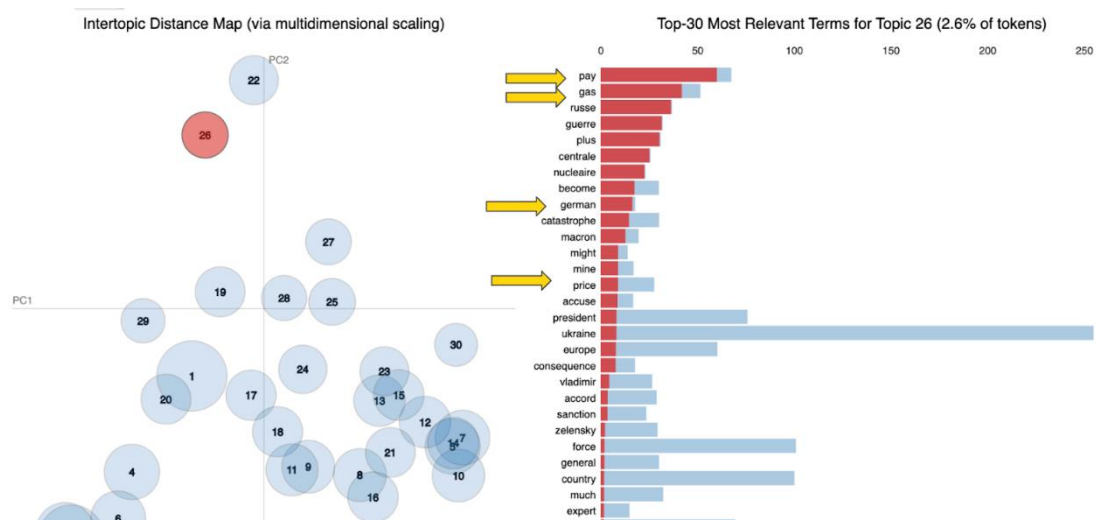 Intertopic Distance Map (via multidimensional scaling)
PC2
22
26
27
19
28
25
PC1
29
30
1
24
23
20
17
13
15
12
18
7
14
5
21
11
9
8
10
4
16
6
Top-30 Most Relevant Terms for Topic 26 (2.6% of tokens)
0 50 100 150 200 250
pay
gas
russe
guerre
plus
centrale
nucleaire
become
german
catastrophe
macron
might
mine
price
accuse
president
ukraine
europe
consequence
vladimir
accord
sanction
zelensky
force
general
country
much
expert